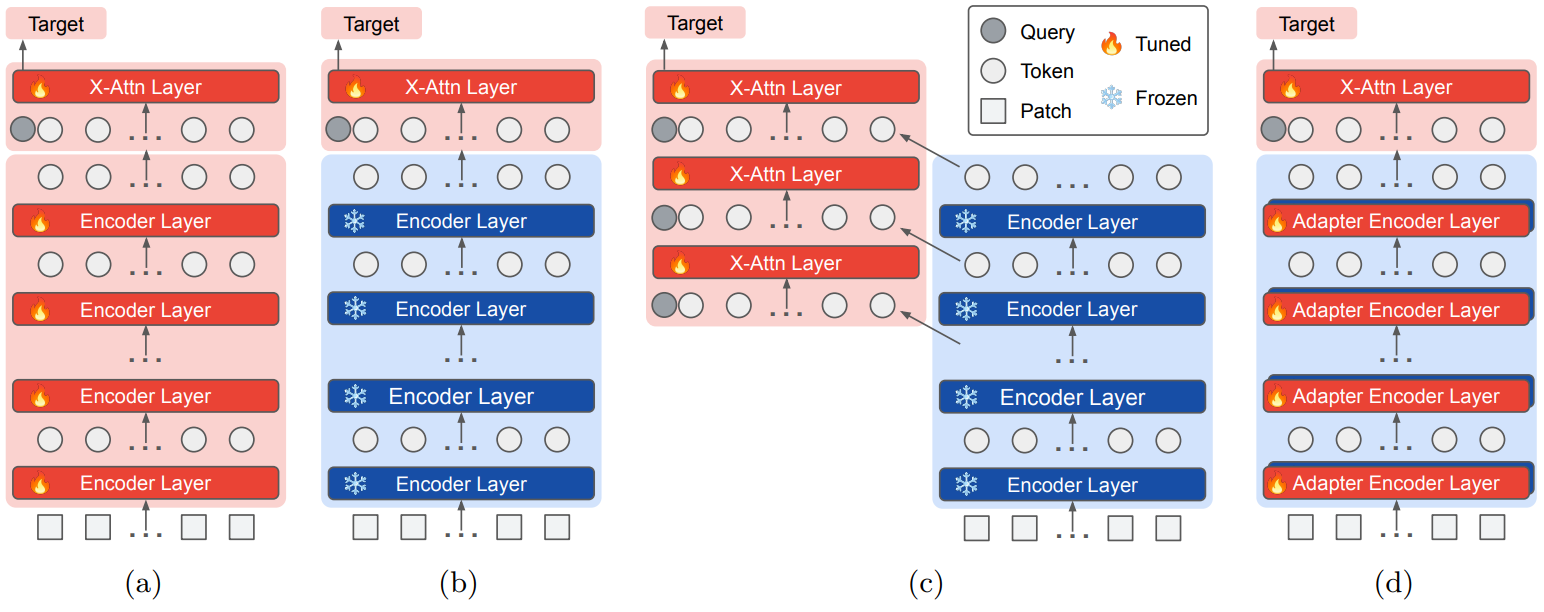 Target
X-Attn Layer
...
...
Encoder Layer
...
Encoder Layer
...
Encoder Layer
...
Encoder Layer
...
(a)
Target
X-Attn Layer
...
...
Encoder Layer
...
Encoder Layer
...
Encoder Layer
...
Encoder Layer
...
(b)
Target
X-Attn Layer
...
X-Attn Layer
...
X-Attn Layer
...
Query
Token
Patch
Tuned
Frozen
...
Encoder Layer
...
Encoder Layer
...
Encoder Layer
...
Encoder Layer
...
(c)
Target
X-Attn Layer
...
...
Adapter Encoder Layer
...
Adapter Encoder Layer
...
Adapter Encoder Layer
...
Adapter Encoder Layer
...
(d)